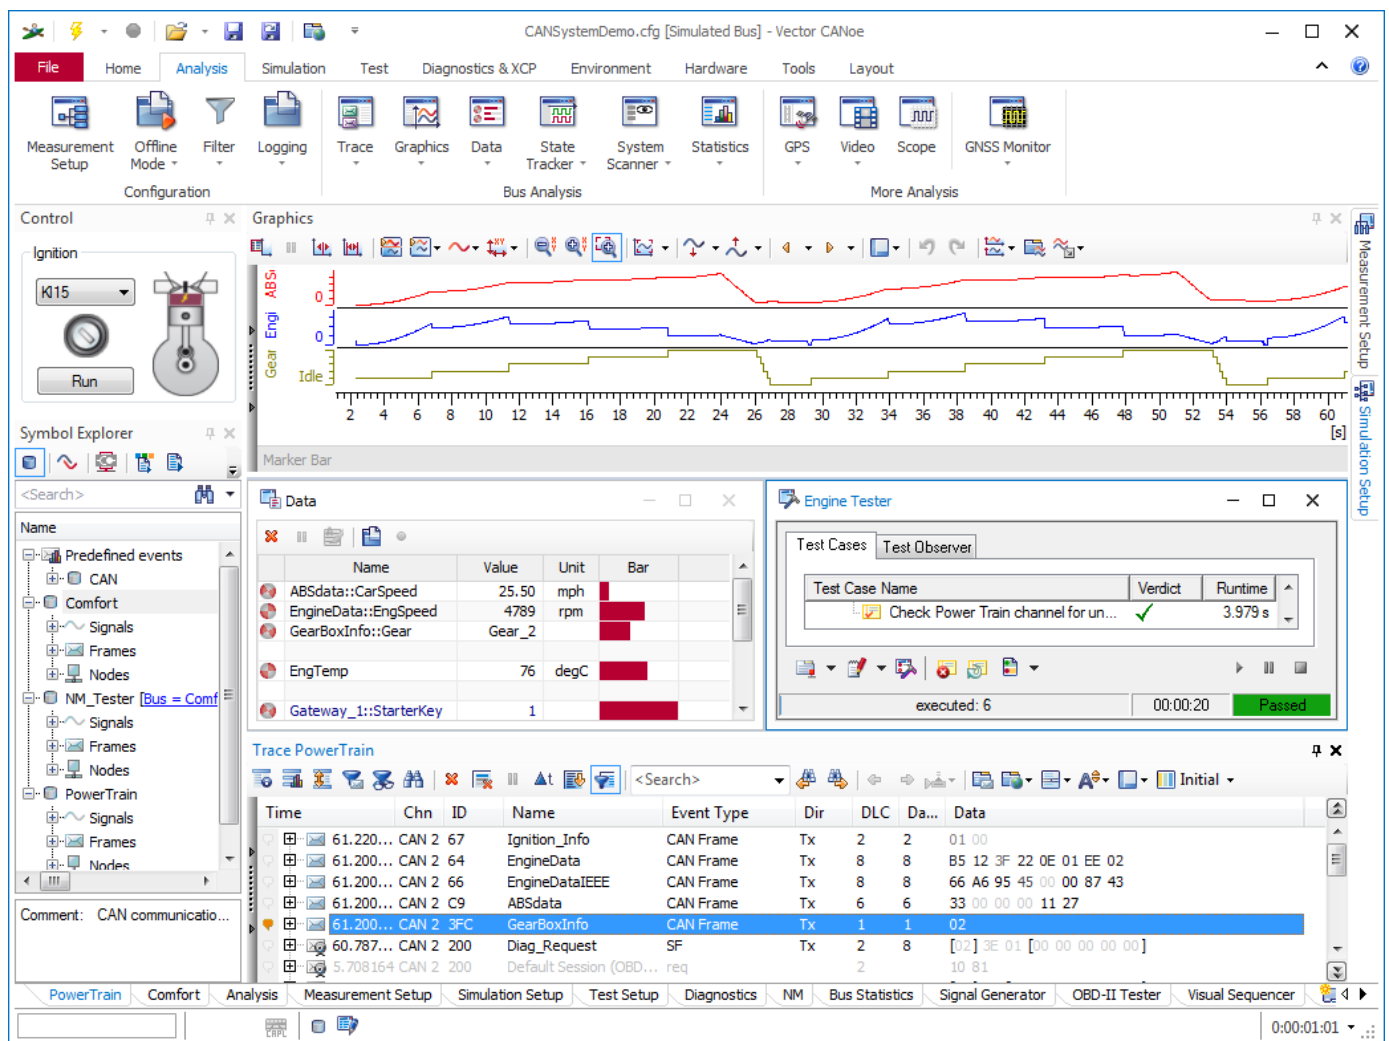 CANSystemDemo.cfg [Simulated Bus] - Vector CANoe
File Home Analysis Simulation Test Diagnostics & XCP Environment Hardware Tools Layout
Measurement Setup Offline Mode Filter Logging Trace Graphics Data State Tracker System Scanner Statistics GPS Video Scope GNSS Monitor
Configuration Bus Analysis More Analysis
Control
Ignition
Kl15
Run
Symbol Explorer
<Search>
Name
Predefined events
CAN
Comfort
Signals
Frames
Nodes
NM_Tester [Bus = Comf
Signals
Frames
Nodes
PowerTrain
Signals
Frames
Nodes
Comment: CAN communicatio...
Graphics
ABS
0
Engi
0
Gear
Idle
2 4 6 8 10 12 14 16 18 20 22 24 26 28 30 32 34 36 38 40 42 44 46 48 50 52 54 56 58 60
[s]
Marker Bar
Measurement Setup
Simulation Setup
Data
Name Value Unit Bar
ABSdata::CarSpeed 25.50 mph
EngineData::EngSpeed 4789 rpm
GearBoxInfo::Gear Gear_2
EngTemp 76 degC
Gateway_1::StarterKey 1
Engine Tester
Test Cases Test Observer
Test Case Name Verdict Runtime
Check Power Train channel for un... 3.979 s
executed: 6 00:00:20 Passed
Trace PowerTrain
<Search> Initial
Time Chn ID Name Event Type Dir DLC Da... Data
61.220... CAN 2 67 Ignition_Info CAN Frame Tx 2 2 01 00
61.200... CAN 2 64 EngineData CAN Frame Tx 8 8 B5 12 3F 22 0E 01 EE 02
61.200... CAN 2 66 EngineDataIEEE CAN Frame Tx 8 8 66 A6 95 45 00 00 87 43
61.200... CAN 2 C9 ABSdata CAN Frame Tx 6 6 33 00 00 00 11 27
61.200... CAN 2 3FC GearBoxInfo CAN Frame Tx 1 1 02
60.787... CAN 2 200 Diag_Request SF Tx 2 8 [02] 3E 01 [00 00 00 00 00]
5.708164 CAN 2 200 Default Session (OBD... req 2 10 81
PowerTrain Comfort Analysis Measurement Setup Simulation Setup Test Setup Diagnostics NM Bus Statistics Signal Generator OBD-II Tester Visual Sequencer
CAPL
0:00:01:01